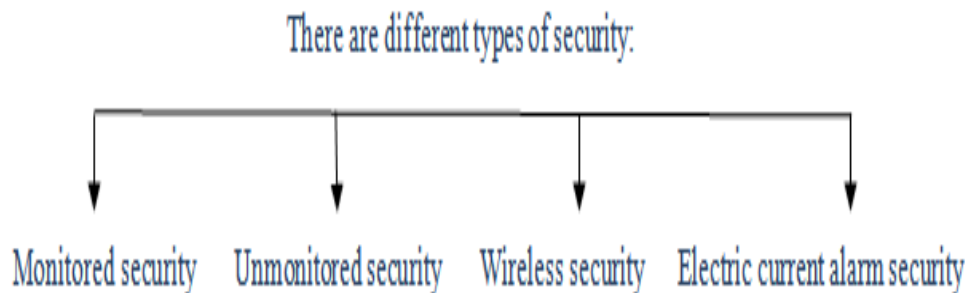 There are different types of security:
Monitored security Unmonitored security Wireless security Electric current alarm security